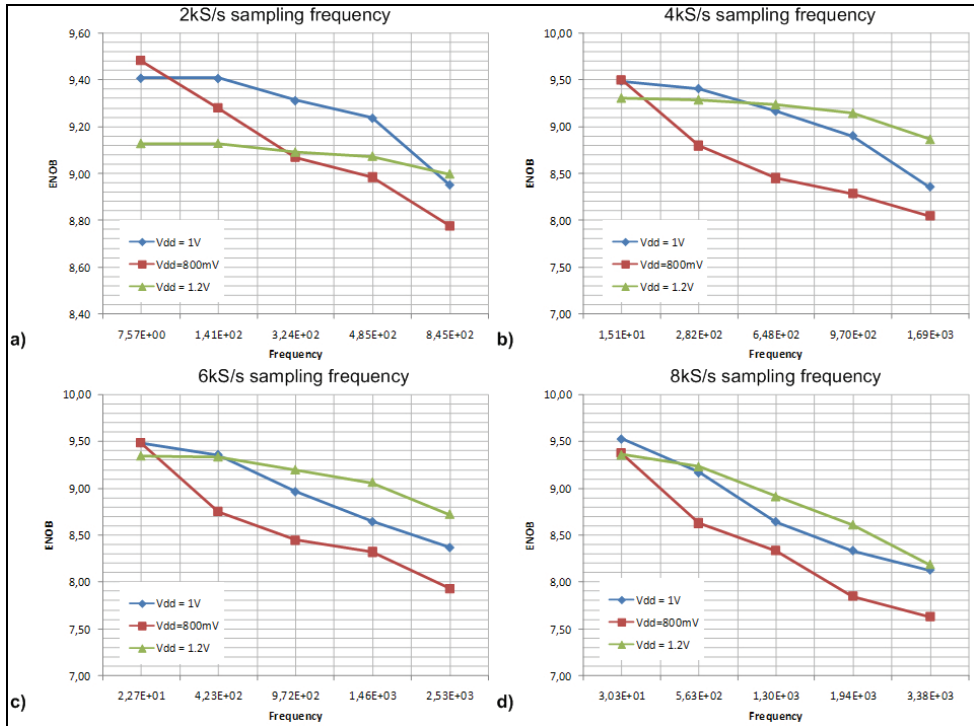 2kS/s sampling frequency
9,60
9,40
9,20
9,00
8,80
8,60
8,40
ENOB
Vdd = 1V
Vdd=800mV
Vdd = 1.2V
7,57E+00 1,41E+02 3,24E+02 4,85E+02 8,45E+02
Frequency
a)
4kS/s sampling frequency
10,00
9,50
9,00
8,50
8,00
7,50
7,00
ENOB
Vdd = 1V
Vdd=800mV
Vdd = 1.2V
1,51E+01 2,82E+02 6,48E+02 9,70E+02 1,69E+03
Frequency
b)
6kS/s sampling frequency
10,00
9,50
9,00
8,50
8,00
7,50
7,00
ENOB
Vdd = 1V
Vdd=800mV
Vdd = 1.2V
2,27E+01 4,23E+02 9,72E+02 1,46E+03 2,53E+03
Frequency
c)
8kS/s sampling frequency
10,00
9,50
9,00
8,50
8,00
7,50
7,00
ENOB
Vdd = 1V
Vdd=800mV
Vdd = 1.2V
3,03E+01 5,63E+02 1,30E+03 1,94E+03 3,38E+03
Frequency
d)